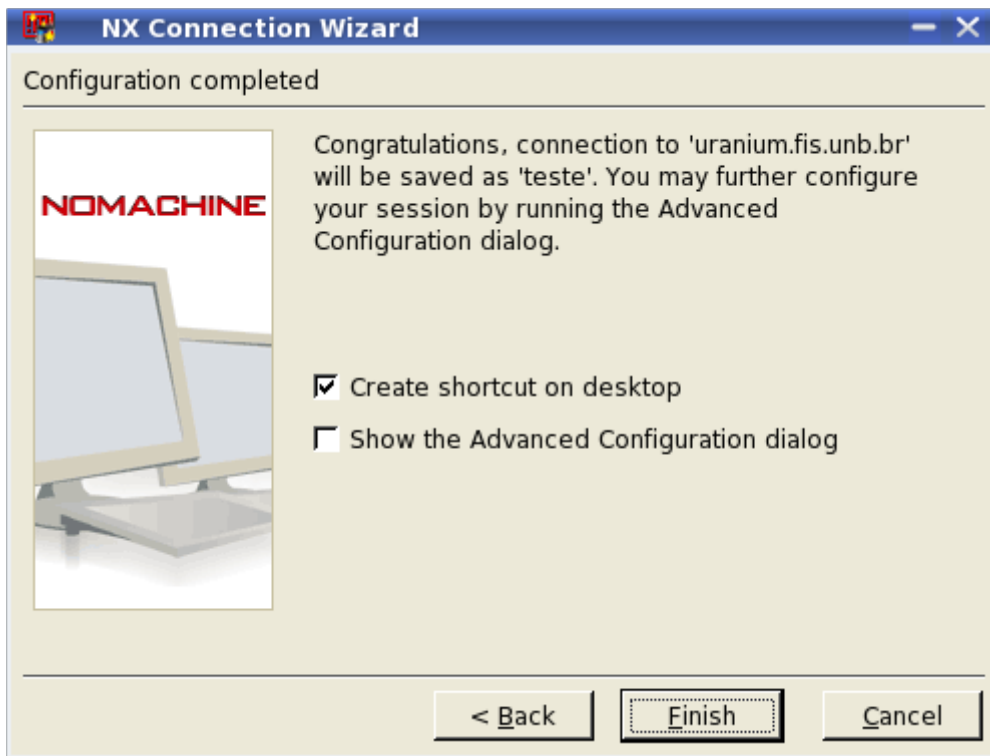 NX Connection Wizard
Configuration completed
NOMACHINE
Congratulations, connection to 'uranium.fis.unb.br'
will be saved as 'teste'. You may further configure
your session by running the Advanced
Configuration dialog.
Create shortcut on desktop
Show the Advanced Configuration dialog
< Back
Finish
Cancel